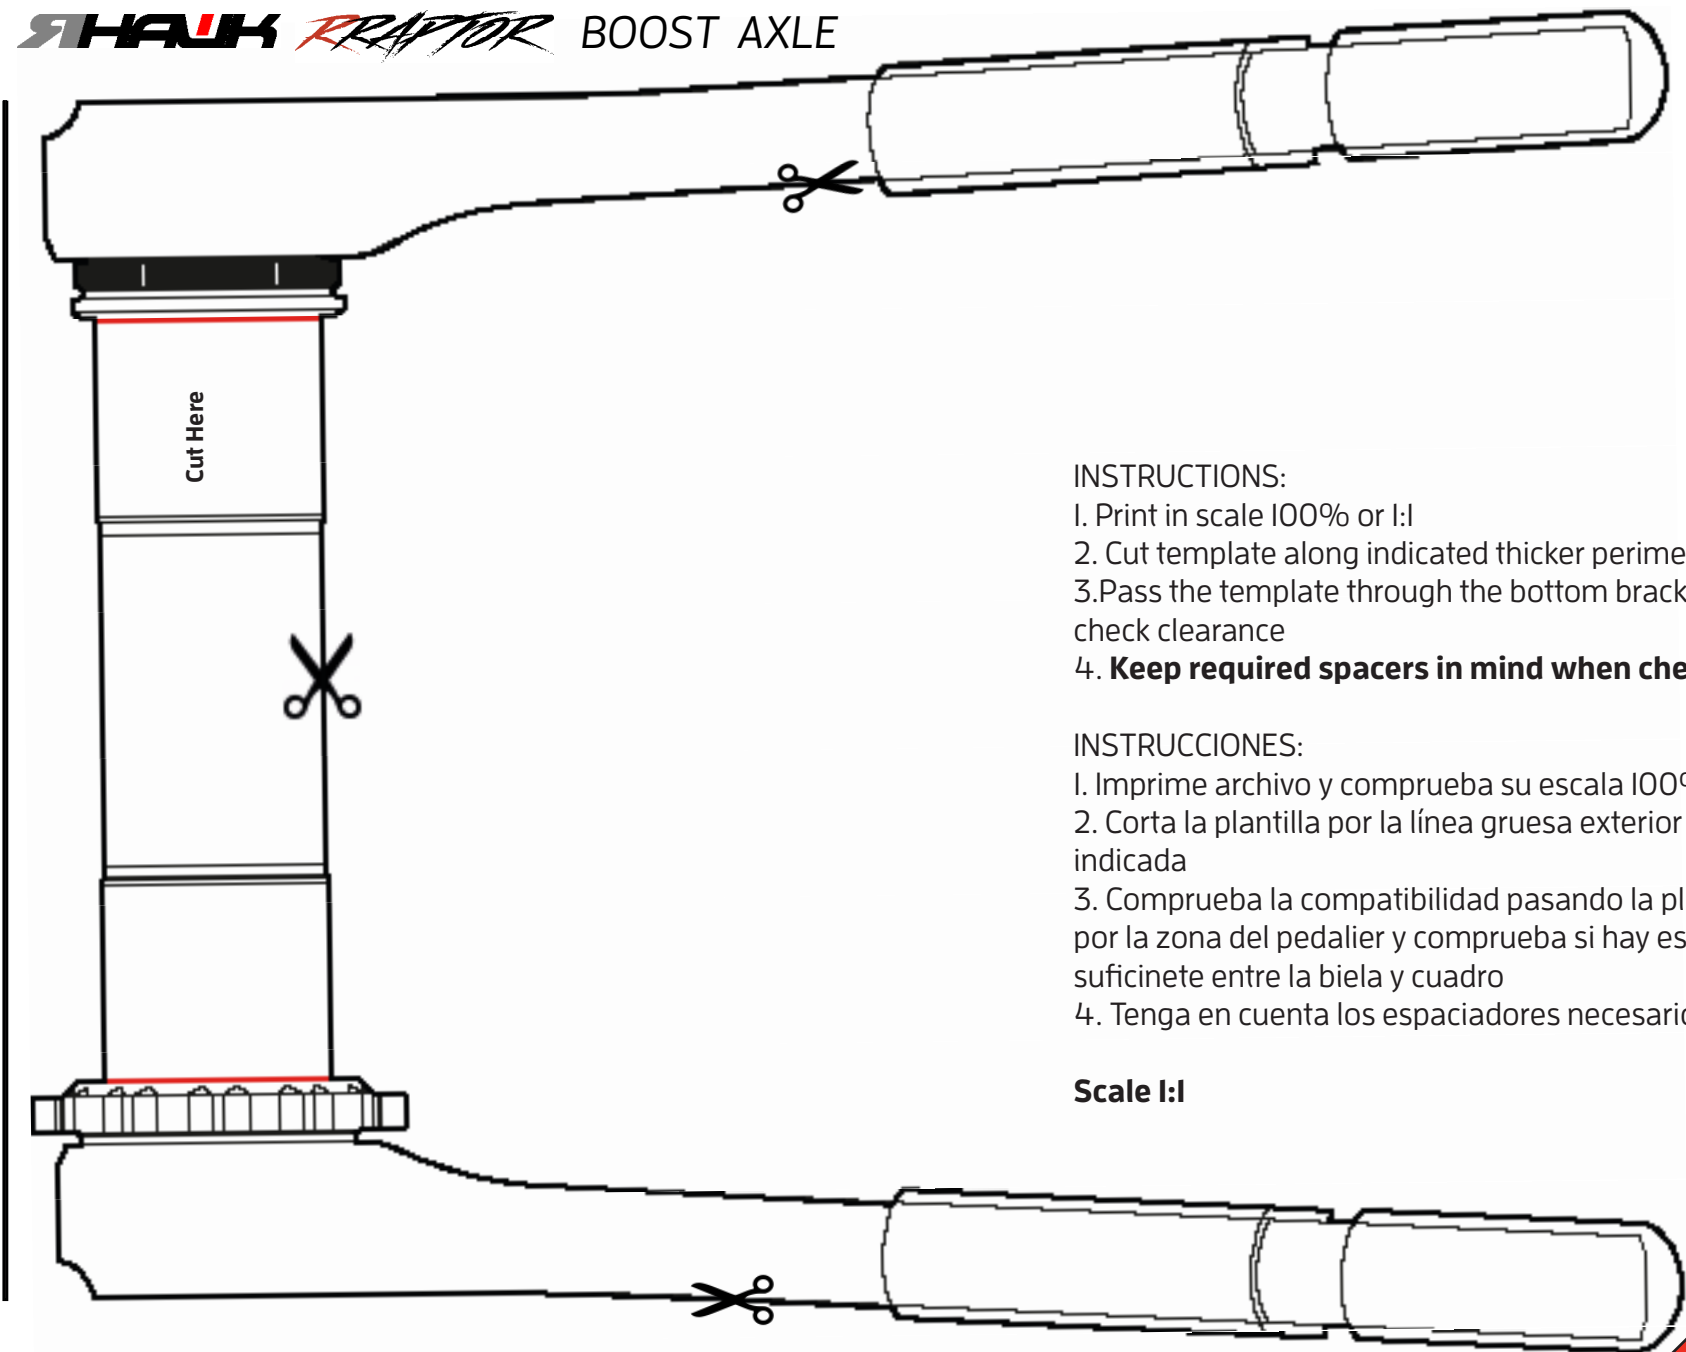 RHAWK RRAPTOR BOOST AXLE
Cut Here
INSTRUCTIONS:
1. Print in scale 100% or 1:1
2. Cut template along indicated thicker perime
3.Pass the template through the bottom brack
check clearance
4. Keep required spacers in mind when che
INSTRUCCIONES:
1. Imprime archivo y comprueba su escala 100%
2. Corta la plantilla por la línea gruesa exterior
indicada
3. Comprueba la compatibilidad pasando la pl
por la zona del pedalier y comprueba si hay es
suficinete entre la biela y cuadro
4. Tenga en cuenta los espaciadores necesario
Scale 1:1